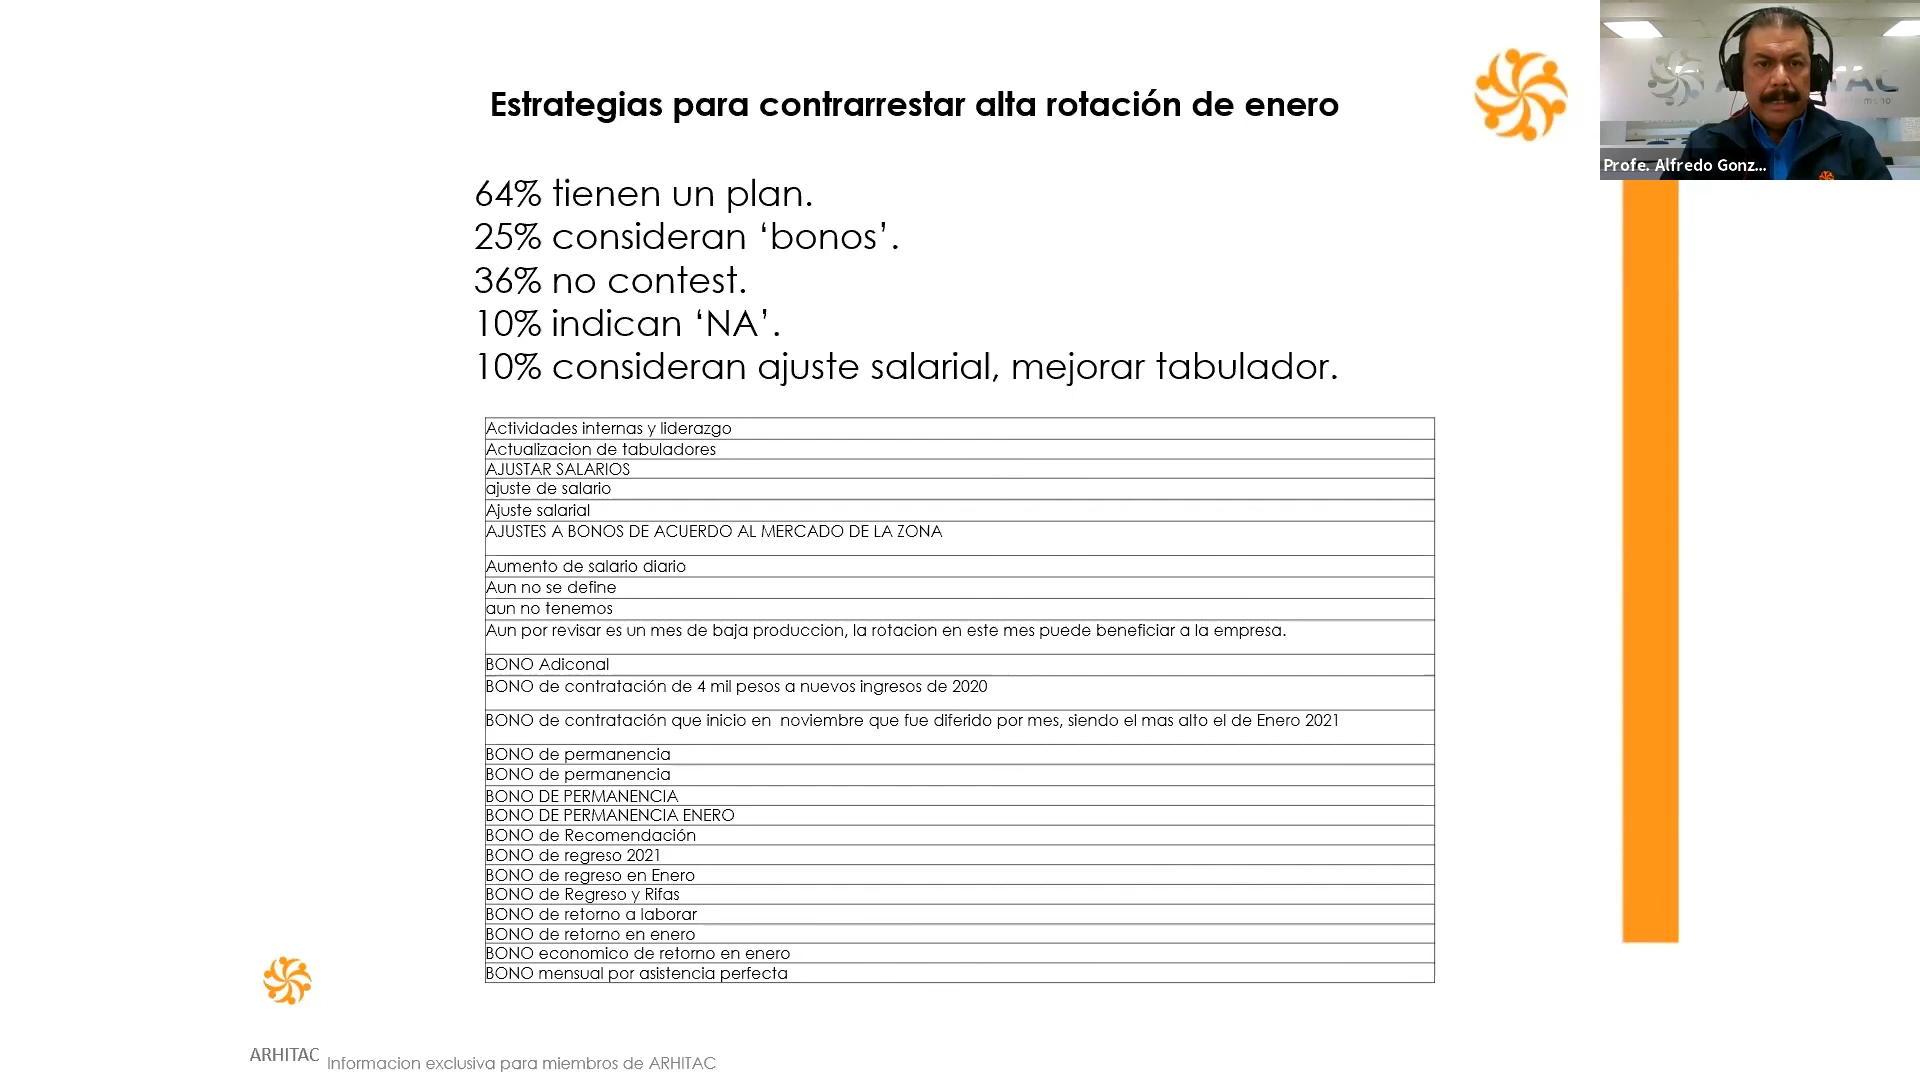 Estrategias para contrarrestar alta rotación de enero
64% tienen un plan.
25% consideran ‘bonos’.
36% no contest.
10% indican ‘NA’.
10% consideran ajuste salarial, mejorar tabulador.
Actividades internas y liderazgo
Actualizacion de tabuladores
AJUSTAR SALARIOS
ajuste de salario
Ajuste salarial
AJUSTES A BONOS DE ACUERDO AL MERCADO DE LA ZONA
Aumento de salario diario
Aun no se define
aun no tenemos
Aun por revisar es un mes de baja produccion, la rotacion en este mes puede beneficiar a la empresa.
BONO Adiconal
BONO de contratación de 4 mil pesos a nuevos ingresos de 2020
BONO de contratación que inicio en  noviembre que fue diferido por mes, siendo el mas alto el de Enero 2021
BONO de permanencia
BONO de permanencia
BONO DE PERMANENCIA
BONO DE PERMANENCIA ENERO
BONO de Recomendación
BONO de regreso 2021
BONO de regreso en Enero
BONO de Regreso y Rifas
BONO de retorno a laborar
BONO de retorno en enero
BONO economico de retorno en enero
BONO mensual por asistencia perfecta
ARHITAC Informacion exclusiva para miembros de ARHITAC
Profe. Alfredo Gonz...